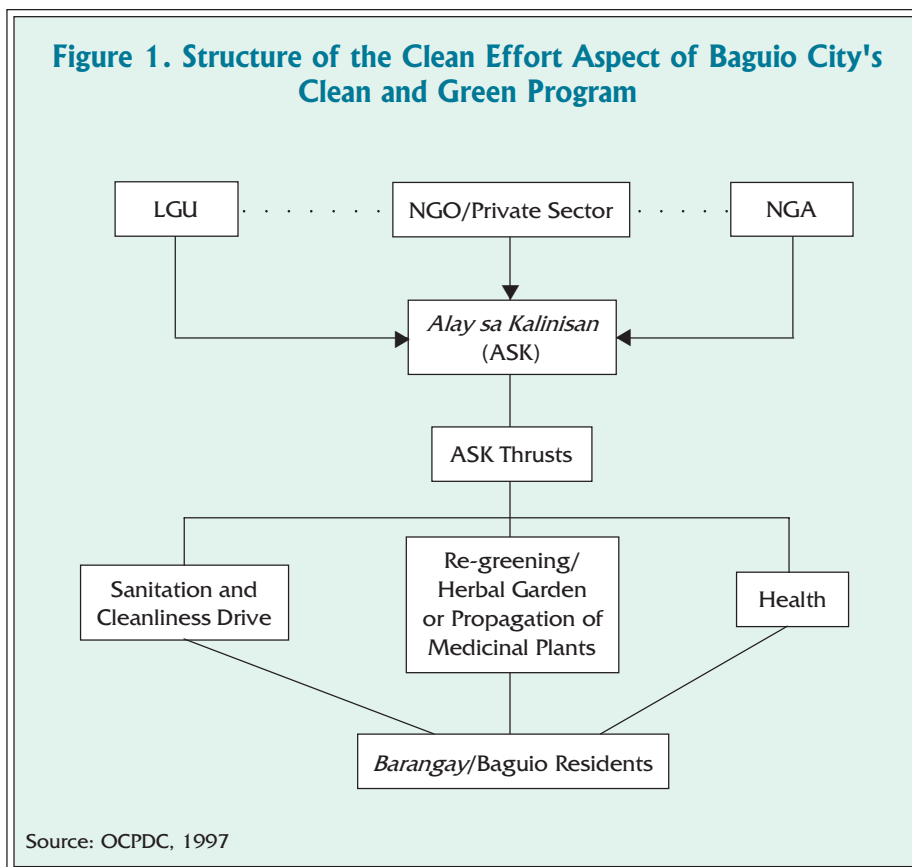 Figure 1. Structure of the Clean Effort Aspect of Baguio City's
Clean and Green Program
LGU
NGO/Private Sector
NGA
Alay sa Kalinisan
(ASK)
ASK Thrusts
Sanitation and
Cleanliness Drive
Re-greening/
Herbal Garden
or Propagation of
Medicinal Plants
Health
Barangay/Baguio Residents
Source: OCPDC, 1997